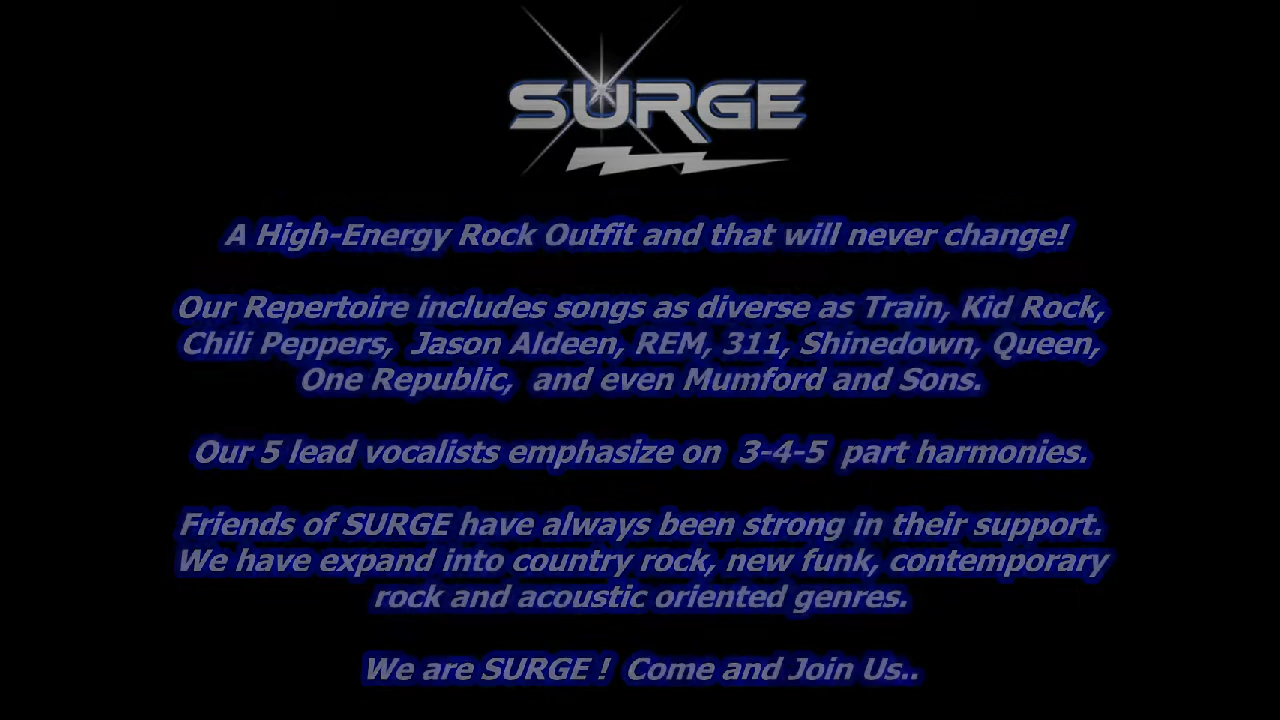 SURGE
A High-Energy Rock Outfit and that will never change!
Our Repertoire includes songs as diverse as Train, Kid Rock,
Chili Peppers, Jason Aldeen, REM, 311, Shinedown, Queen,
One Republic, and even Mumford and Sons.
Our 5 lead vocalists emphasize on 3-4-5 part harmonies.
Friends of SURGE have always been strong in their support.
We have expand into country rock, new funk, contemporary
rock and acoustic oriented genres.
We are SURGE ! Come and Join Us..